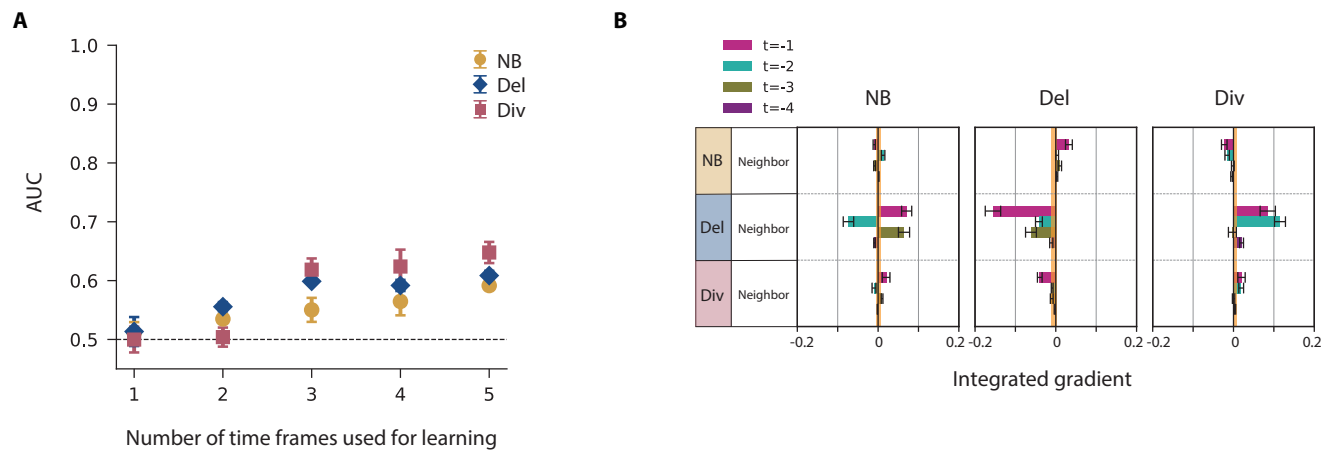 A
1.0
0.9
0.8
0.7
0.6
0.5
AUC
1 2 3 4 5
Number of time frames used for learning
NB
Del
Div
B
t=-1
t=-2
t=-3
t=-4
NB Del Div
NB Neighbor
Del Neighbor
Div Neighbor
-0.2 0 0.2 -0.2 0 0.2 -0.2 0 0.2
Integrated gradient